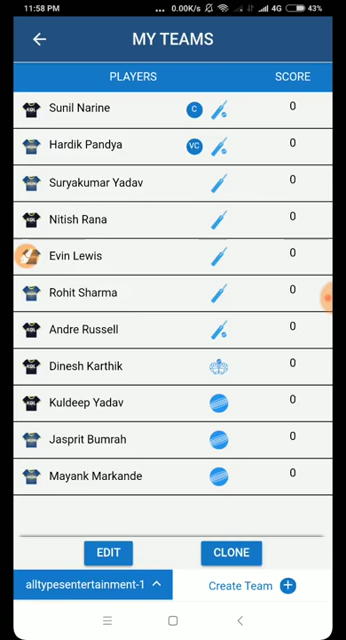 11:58 PM ... 0.00K/s 4G 43%
MY TEAMS
PLAYERS SCORE
Sunil Narine C 0
Hardik Pandya VC 0
Suryakumar Yadav 0
Nitish Rana 0
Evin Lewis 0
Rohit Sharma 0
Andre Russell 0
Dinesh Karthik 0
Kuldeep Yadav 0
Jasprit Bumrah 0
Mayank Markande 0
EDIT CLONE
alltypesentertainment-1 Create Team